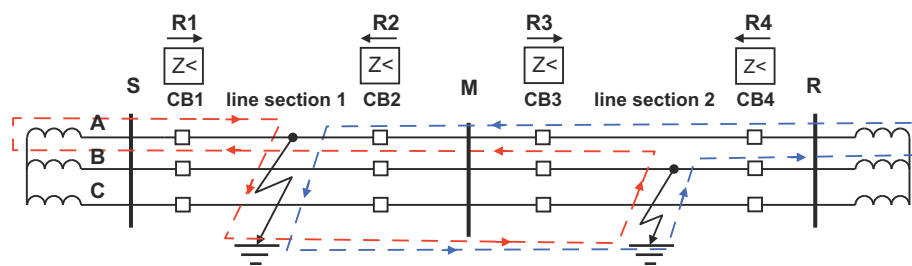 R1 R2 R3 R4
Z< Z< Z< Z<
S CB1 line section 1 CB2 M CB3 line section 2 CB4 R
A
B
C